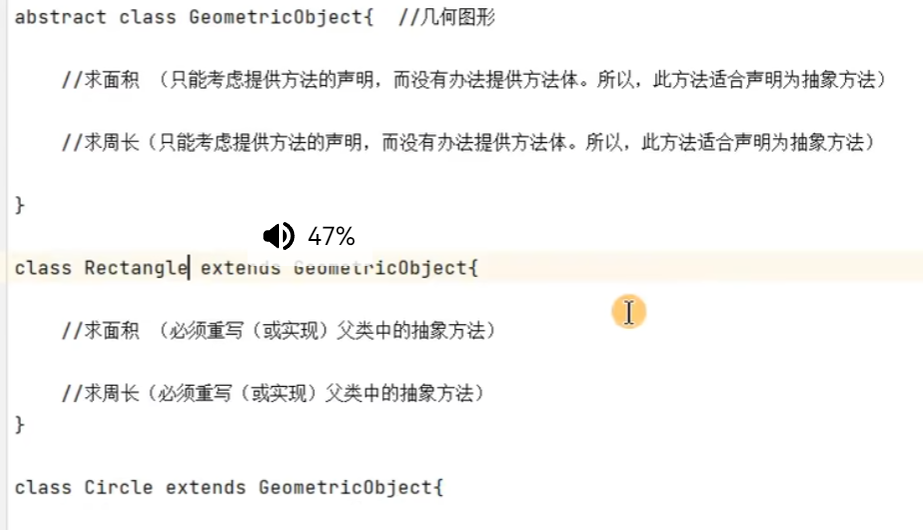 abstract class GeometricObject{  //几何图形
//求面积 （只能考虑提供方法的声明，而没有办法提供方法体。所以，此方法适合声明为抽象方法）
//求周长（只能考虑提供方法的声明，而没有办法提供方法体。所以，此方法适合声明为抽象方法）
}
47%
class Rectangle extends GeometricObject{
//求面积 （必须重写（或实现）父类中的抽象方法）
//求周长（必须重写（或实现）父类中的抽象方法）
}
class Circle extends GeometricObject{